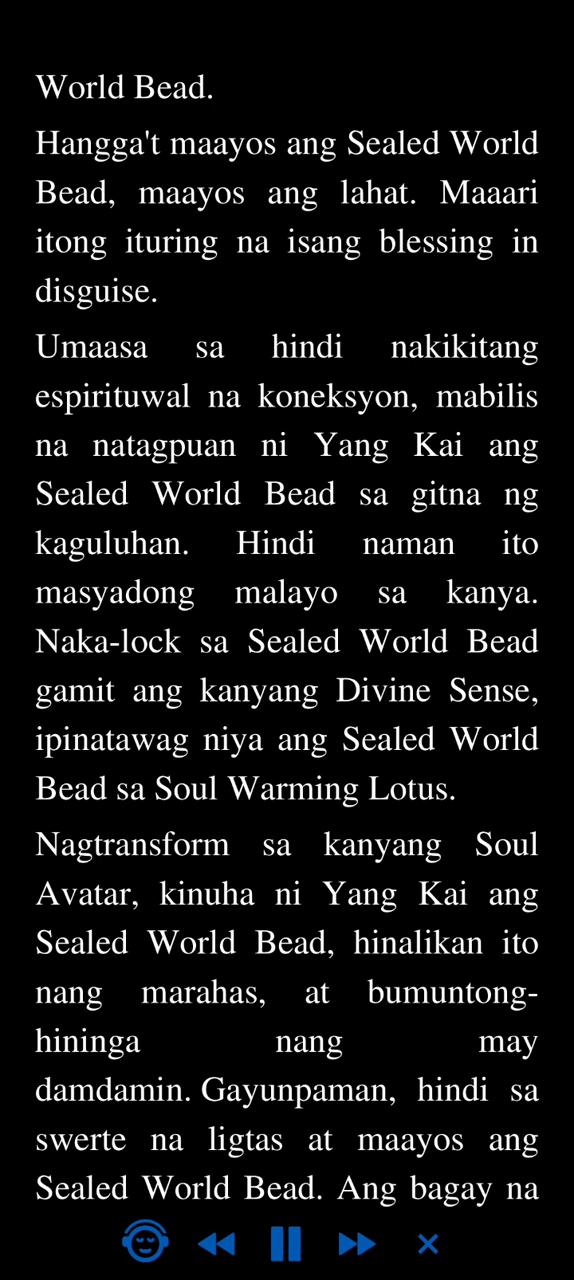 World Bead.
Hangga't maayos ang Sealed World
Bead, maayos ang lahat. Maaari
itong ituring na isang blessing in
disguise.
Umaasa sa hindi nakikitang
espirituwal na koneksyon, mabilis
na natagpuan ni Yang Kai ang
Sealed World Bead sa gitna ng
kaguluhan. Hindi naman ito
masyadong malayo sa kanya.
Naka-lock sa Sealed World Bead
gamit ang kanyang Divine Sense,
ipinatawag niya ang Sealed World
Bead sa Soul Warming Lotus.
Nagtransform sa kanyang Soul
Avatar, kinuha ni Yang Kai ang
Sealed World Bead, hinalikan ito
nang marahas, at bumuntong-
hininga nang may
damdamin. Gayunpaman, hindi sa
swerte na ligtas at maayos ang
Sealed World Bead. Ang bagay na